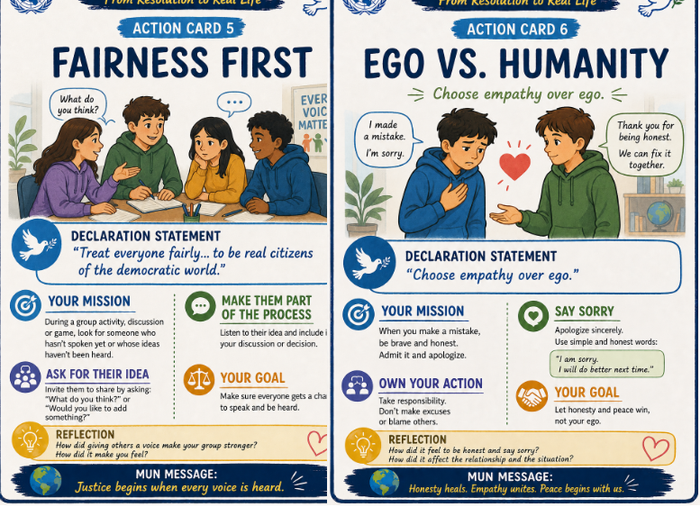 From Resolution to Real Life
ACTION CARD 5
FAIRNESS FIRST
What do
you think?
...
EVER
VOIC
MATTE
DECLARATION STATEMENT
"Treat everyone fairly... to be real citizens
of the democratic world."
YOUR MISSION
During a group activity, discussion
or game, look for someone who
hasn't spoken yet or whose ideas
haven't been heard.
MAKE THEM PART
OF THE PROCESS
Listen to their idea and include i
your discussion or decision.
ASK FOR THEIR IDEA
Invite them to share by asking:
"What do you think?" or
"Would you like to add
something?"
YOUR GOAL
Make sure everyone gets a cha
to speak and be heard.
REFLECTION
How did giving others a voice make your group stronger?
How did it make you feel?
MUN MESSAGE:
Justice begins when every voice is heard.
From Resolution to Real Life
ACTION CARD 6
EGO VS. HUMANITY
Choose empathy over ego.
I made
a mistake.
I'm sorry.
Thank you for
being honest.
We can fix it
together.
DECLARATION STATEMENT
"Choose empathy over ego."
YOUR MISSION
When you make a mistake,
be brave and honest.
Admit it and apologize.
SAY SORRY
Apologize sincerely.
Use simple and honest words:
"I am sorry.
I will do better next time."
OWN YOUR ACTION
Take responsibility.
Don't make excuses
or blame others.
YOUR GOAL
Let honesty and peace win,
not your ego.
REFLECTION
How did it feel to be honest and say sorry?
How did it affect the relationship and the situation?
MUN MESSAGE:
Honesty heals. Empathy unites. Peace begins with us.